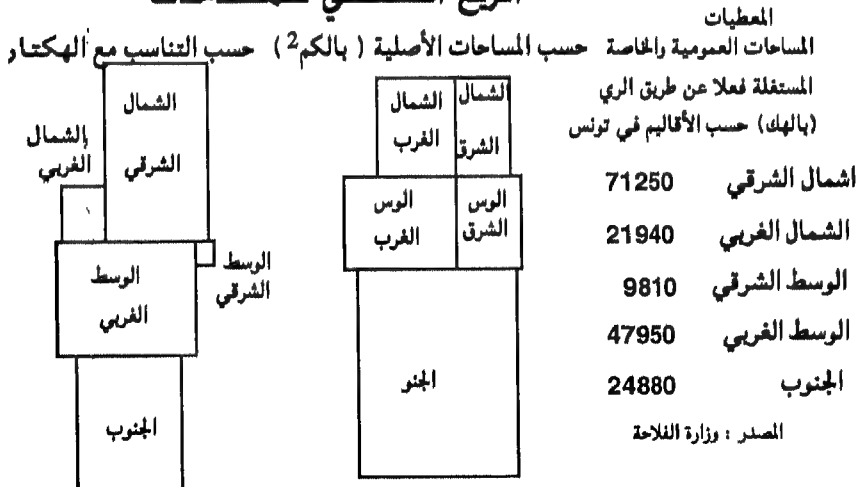 المعطيات
المساحات العمومية والخاصة
المستغلة فعلا عن طريق الري
(بالهك) حسب الأقاليم في تونس
اشمال الشرقي 71250
الشمال الغربي 21940
الوسط الشرقي 9810
الوسط الغربي 47950
الجنوب 24880
المصدر : وزارة الفلاحة
حسب المساحات الأصلية ( بالكم2 )
الشمال
الغرب
الشمال
الشرق
الوس
الغرب
الوس
الشرق
الجنو
حسب التناسب مع الهكتار
الشمال
الشرقي
الشمال
الغربي
الوسط
الشرقي
الوسط
الغربي
الجنوب